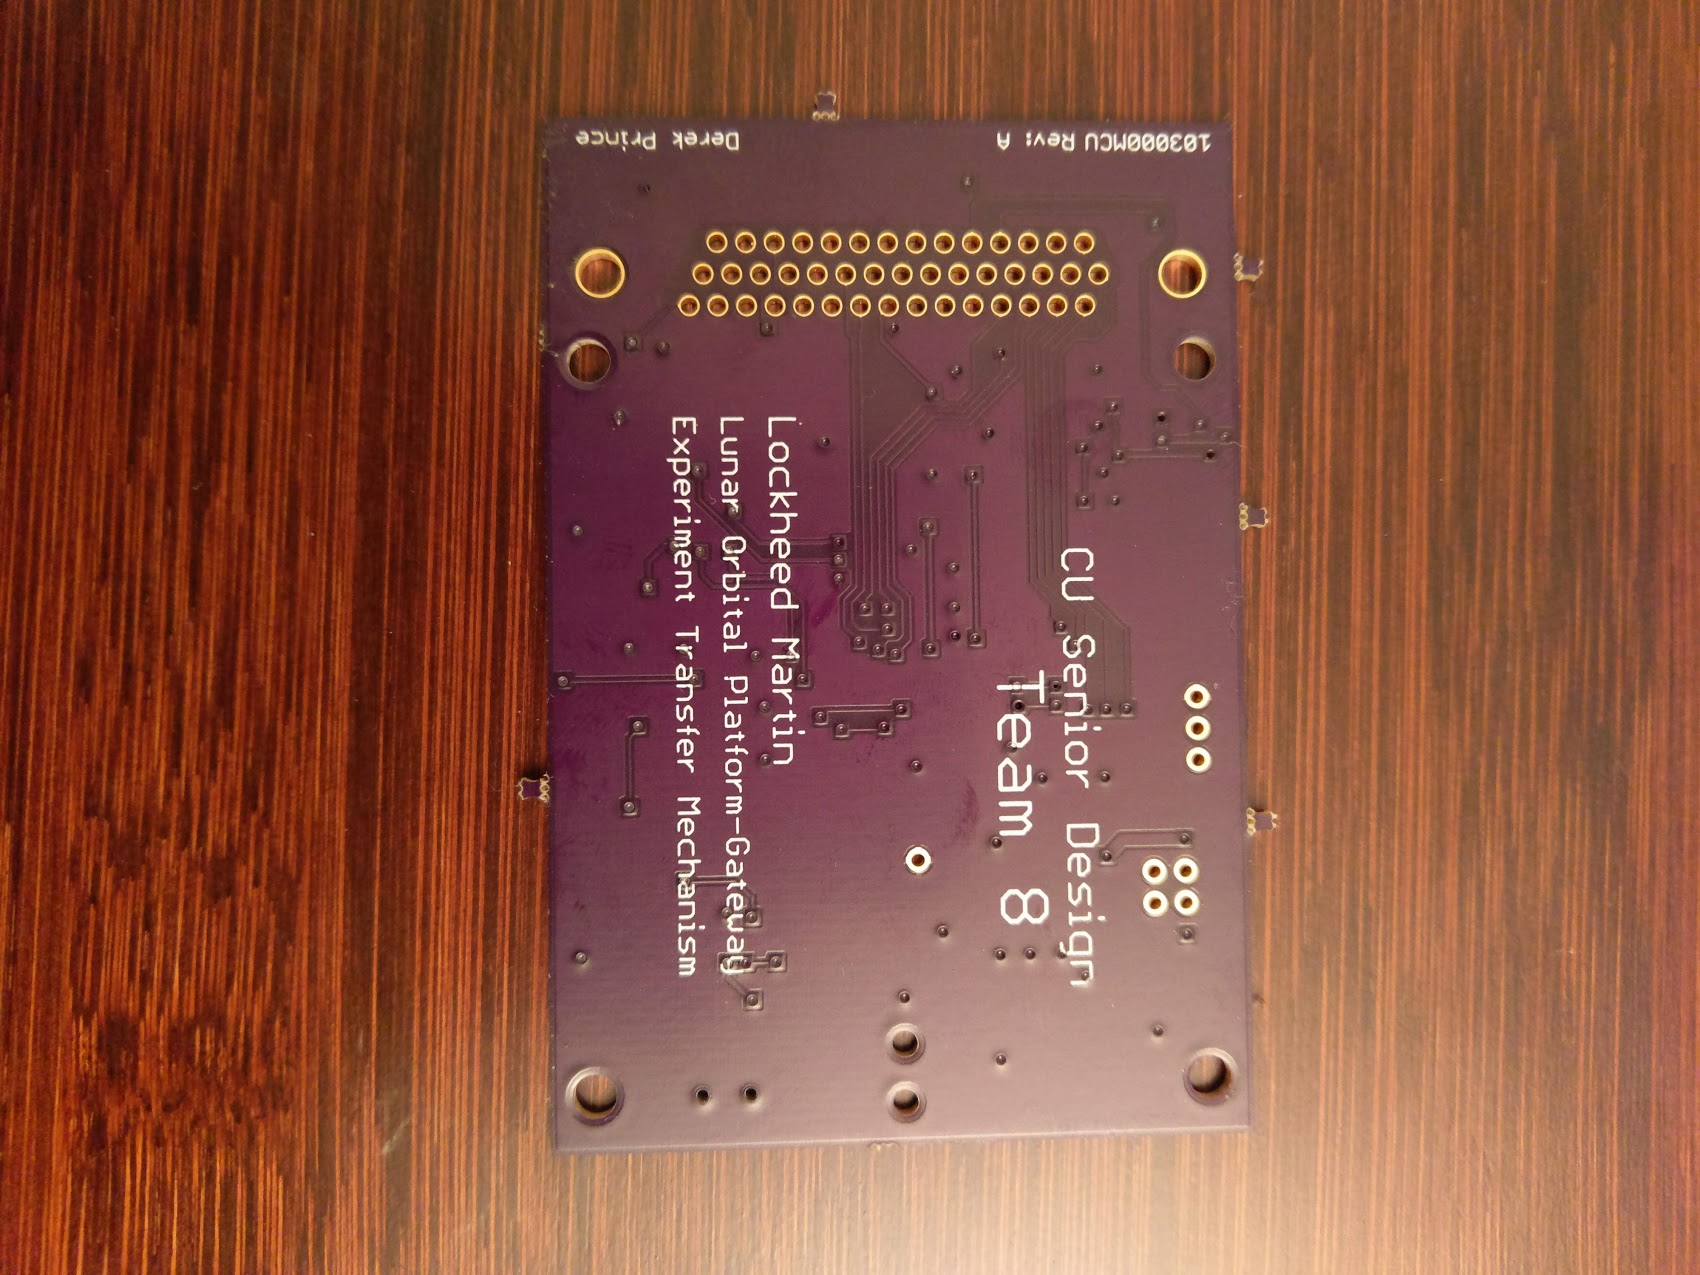 CU Senior Design
Team 8
Lockheed Martin
Lunar Orbital Platform-Gateway
Experiment Transfer Mechanism
103000MCU Rev: A
Derek Prince